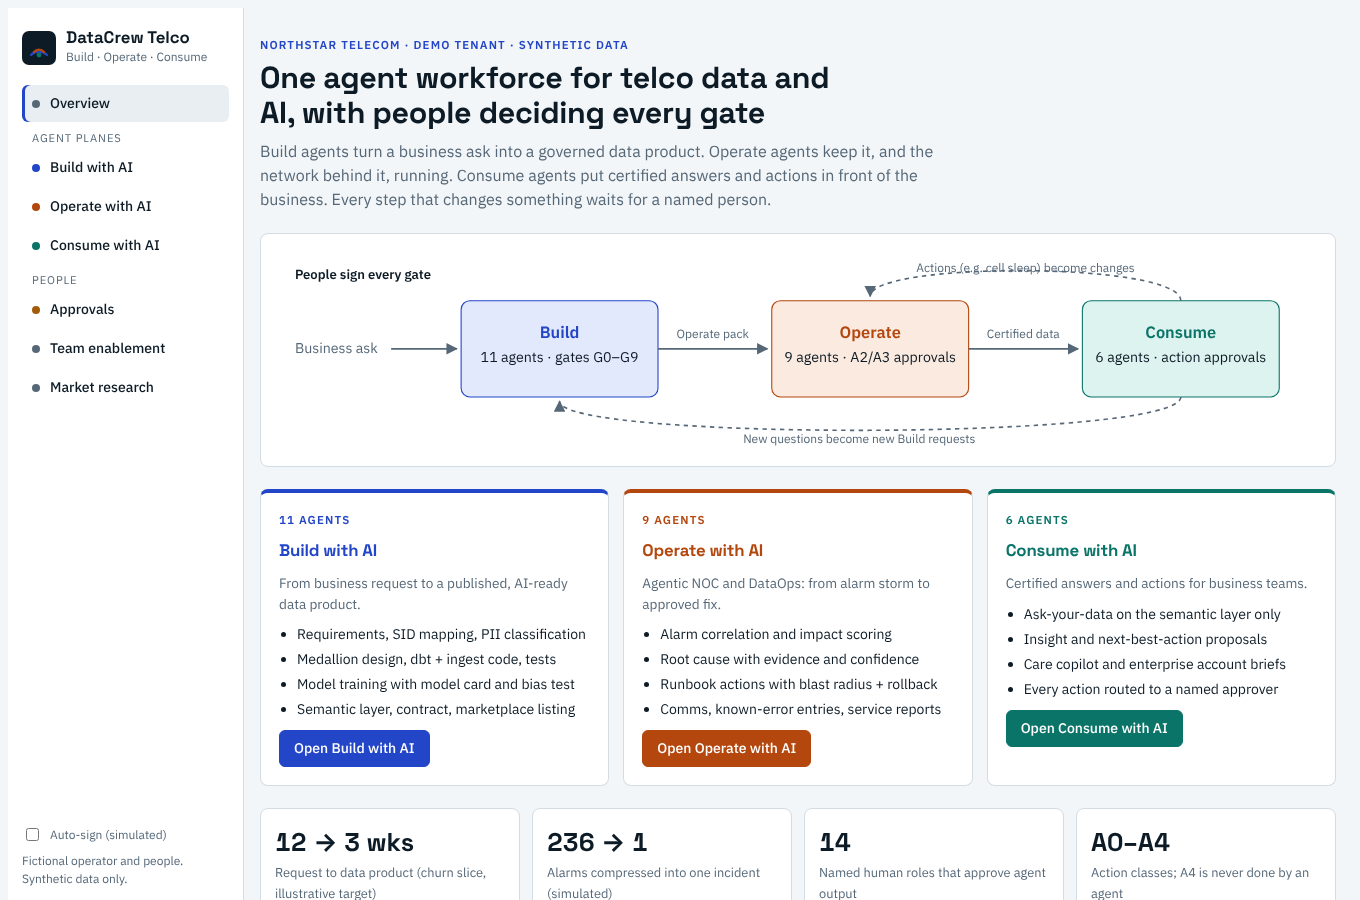 DataCrew Telco
Build · Operate · Consume
Overview
AGENT PLANES
Build with AI
Operate with AI
Consume with AI
PEOPLE
Approvals
Team enablement
Market research
Auto-sign (simulated)
Fictional operator and people.
Synthetic data only.
NORTHSTAR TELECOM · DEMO TENANT · SYNTHETIC DATA
One agent workforce for telco data and
AI, with people deciding every gate
Build agents turn a business ask into a governed data product. Operate agents keep it, and the
network behind it, running. Consume agents put certified answers and actions in front of the
business. Every step that changes something waits for a named person.
People sign every gate
Actions (e.g. cell sleep) become changes
Business ask
Build
11 agents · gates G0–G9
Operate pack
Operate
9 agents · A2/A3 approvals
Certified data
Consume
6 agents · action approvals
New questions become new Build requests
11 AGENTS
Build with AI
From business request to a published, AI-ready
data product.
Requirements, SID mapping, PII classification
Medallion design, dbt + ingest code, tests
Model training with model card and bias test
Semantic layer, contract, marketplace listing
Open Build with AI
9 AGENTS
Operate with AI
Agentic NOC and DataOps: from alarm storm to
approved fix.
Alarm correlation and impact scoring
Root cause with evidence and confidence
Runbook actions with blast radius + rollback
Comms, known-error entries, service reports
Open Operate with AI
6 AGENTS
Consume with AI
Certified answers and actions for business teams.
Ask-your-data on the semantic layer only
Insight and next-best-action proposals
Care copilot and enterprise account briefs
Every action routed to a named approver
Open Consume with AI
12 → 3 wks
Request to data product (churn slice,
illustrative target)
236 → 1
Alarms compressed into one incident
(simulated)
14
Named human roles that approve agent
output
A0–A4
Action classes; A4 is never done by an
agent